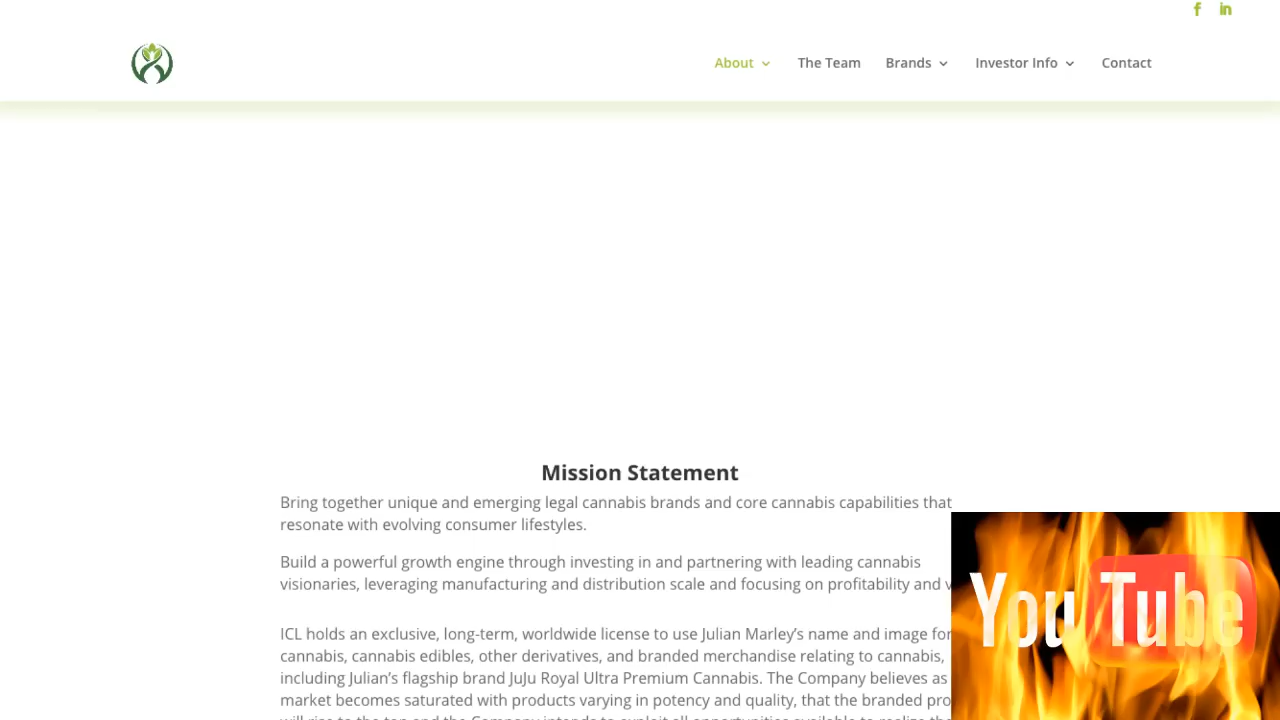 About
The Team
Brands
Investor Info
Contact
Mission Statement
Bring together unique and emerging legal cannabis brands and core cannabis capabilities that
resonate with evolving consumer lifestyles.
Build a powerful growth engine through investing in and partnering with leading cannabis
visionaries, leveraging manufacturing and distribution scale and focusing on profitability and
ICL holds an exclusive, long-term, worldwide license to use Julian Marley’s name and image for
cannabis, cannabis edibles, other derivatives, and branded merchandise relating to cannabis,
including Julian’s flagship brand JuJu Royal Ultra Premium Cannabis. The Company believes as
market becomes saturated with products varying in potency and quality, that the branded
You Tube